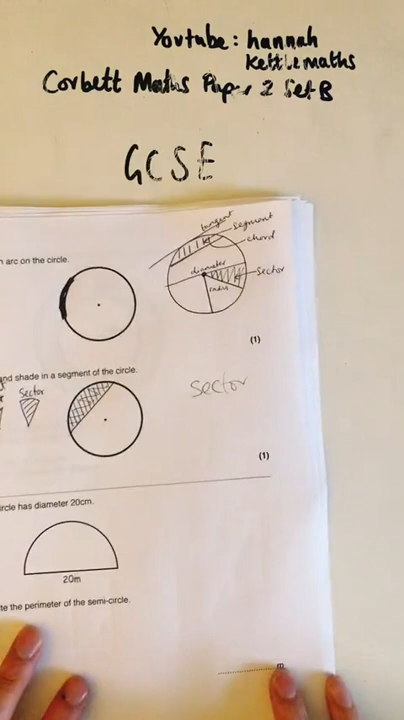 Youtube: hannah
kettlemaths
Corbett Maths Paper 2 Set B
GCSE
tangent
segment
arc on the circle.
chord
diameter
sector
radius
(1)
nd shade in a segment of the circle.
Sector
sector
(1)
ircle has diameter 20cm.
20m
te the perimeter of the semi-circle.
m